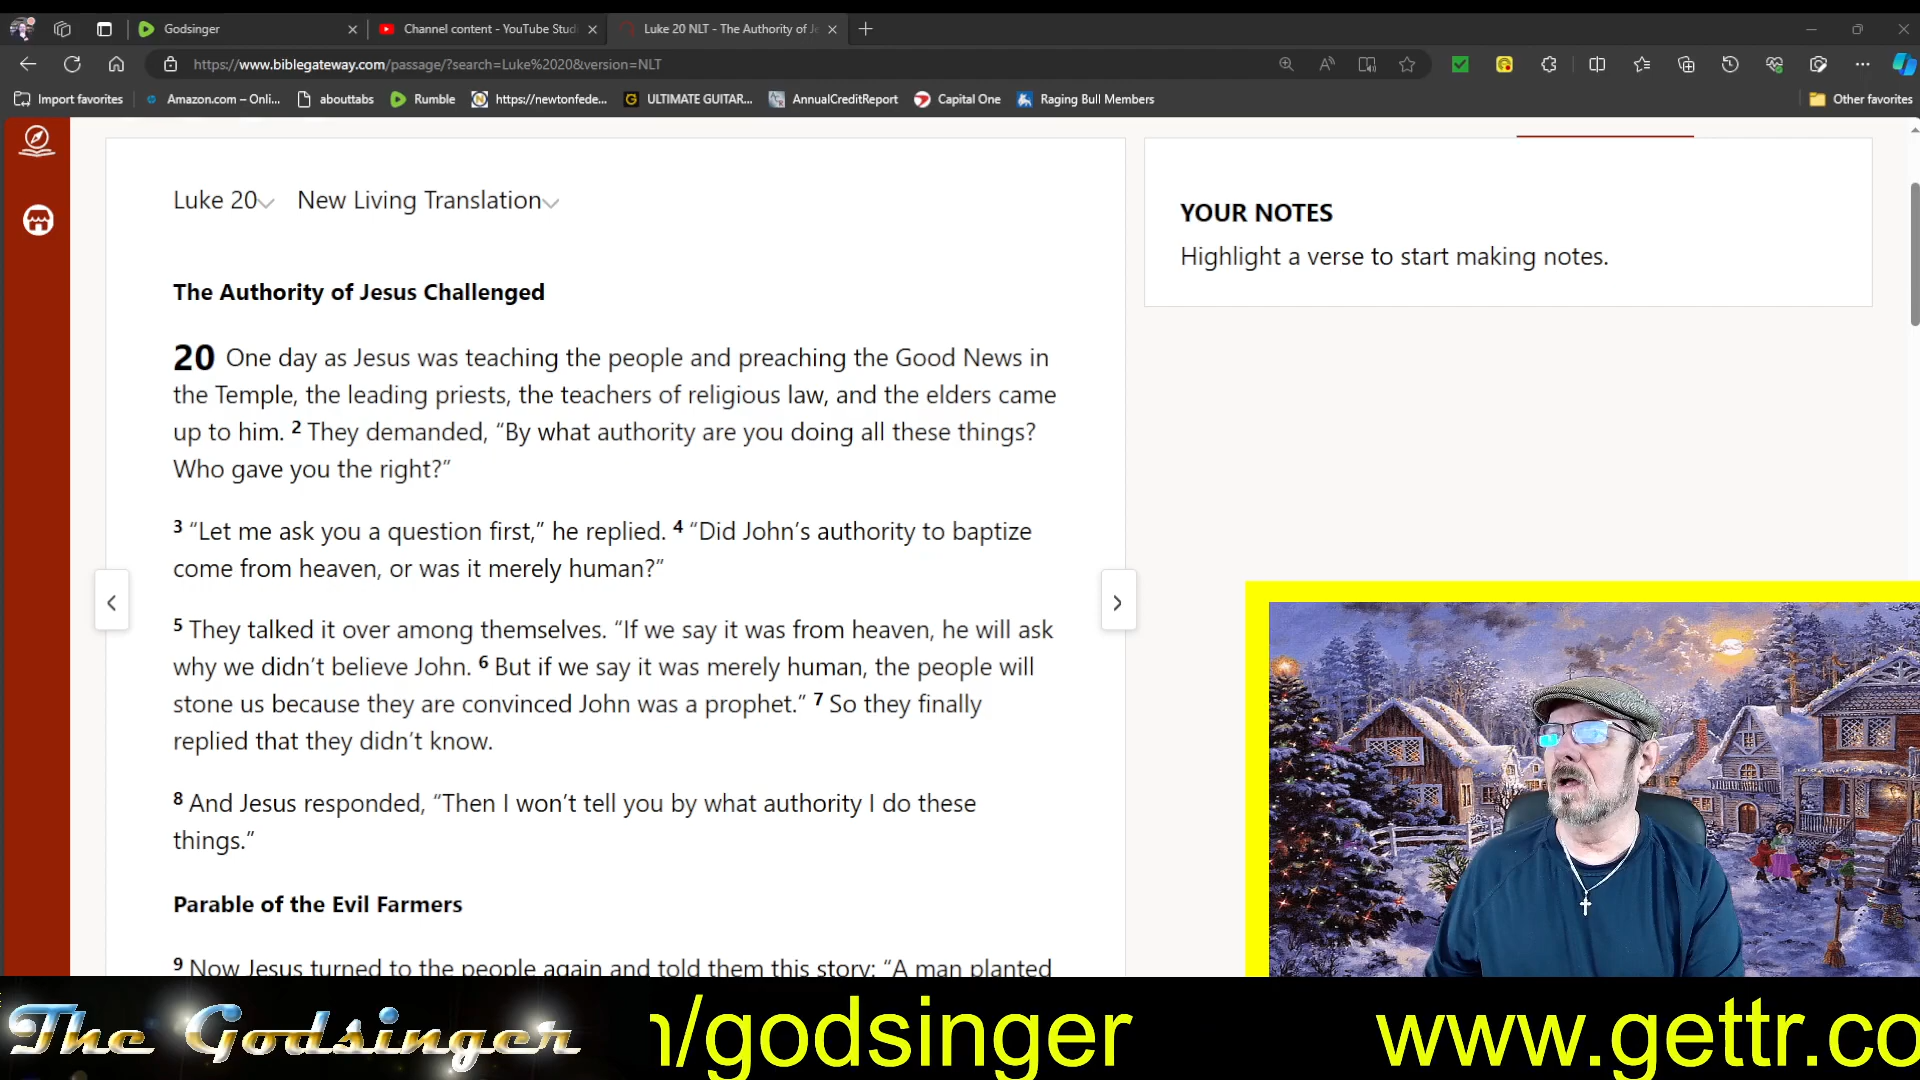 Godsinger
Channel content - YouTube Studi
Luke 20 NLT - The Authority of Je
https://www.biblegateway.com/passage/?search=Luke%2020&version=NLT
Import favorites
Amazon.com – Onli...
abouttabs
Rumble
https://newtonfede...
ULTIMATE GUITAR...
AnnualCreditReport
Capital One
Raging Bull Members
Other favorites
Luke 20 New Living Translation
The Authority of Jesus Challenged
20 One day as Jesus was teaching the people and preaching the Good News in
the Temple, the leading priests, the teachers of religious law, and the elders came
up to him. 2 They demanded, “By what authority are you doing all these things?
Who gave you the right?”
3 “Let me ask you a question first,” he replied. 4 “Did John’s authority to baptize
come from heaven, or was it merely human?”
5 They talked it over among themselves. “If we say it was from heaven, he will ask
why we didn’t believe John. 6 But if we say it was merely human, the people will
stone us because they are convinced John was a prophet.” 7 So they finally
replied that they didn’t know.
8 And Jesus responded, “Then I won’t tell you by what authority I do these
things.”
Parable of the Evil Farmers
9 Now Jesus turned to the people again and told them this story: “A man planted
YOUR NOTES
Highlight a verse to start making notes.
The Godsinger
/godsinger
www.gettr.co